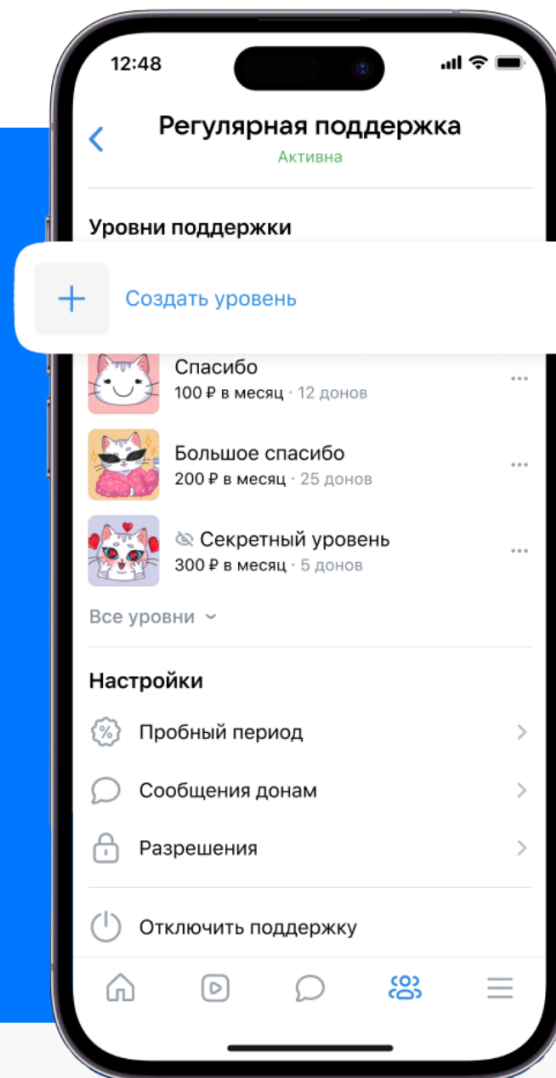 12:48
Регулярная поддержка
Активна
Уровни поддержки
Создать уровень
Спасибо
100 ₽ в месяц · 12 донов
Большое спасибо
200 ₽ в месяц · 25 донов
Секретный уровень
300 ₽ в месяц · 5 донов
Все уровни
Настройки
Пробный период
Сообщения донам
Разрешения
Отключить поддержку